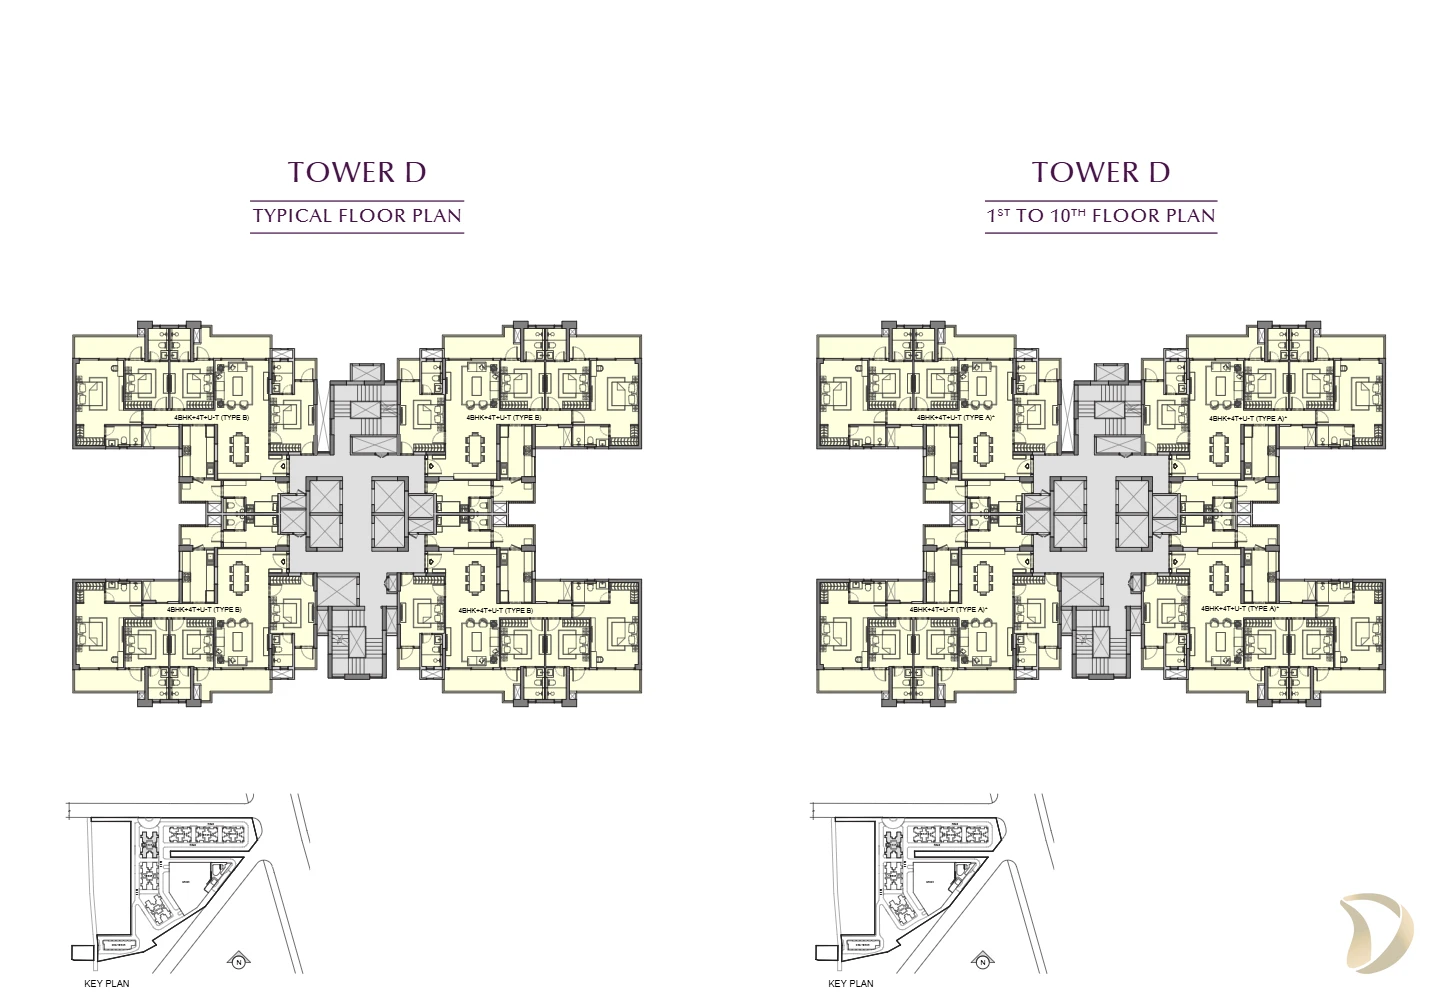 TOWER D
TYPICAL FLOOR PLAN
4BHK+4T+U-T (TYPE B)
4BHK+4T+U-T (TYPE B)
4BHK+4T+U-T (TYPE B)
4BHK+4T+U-T (TYPE B)
N
KEY PLAN
TOWER D
1ST TO 10TH FLOOR PLAN
4BHK+4T+U-T (TYPE A)*
4BHK+4T+U-T (TYPE A)*
4BHK+4T+U-T (TYPE A)*
4BHK+4T+U-T (TYPE A)*
N
KEY PLAN